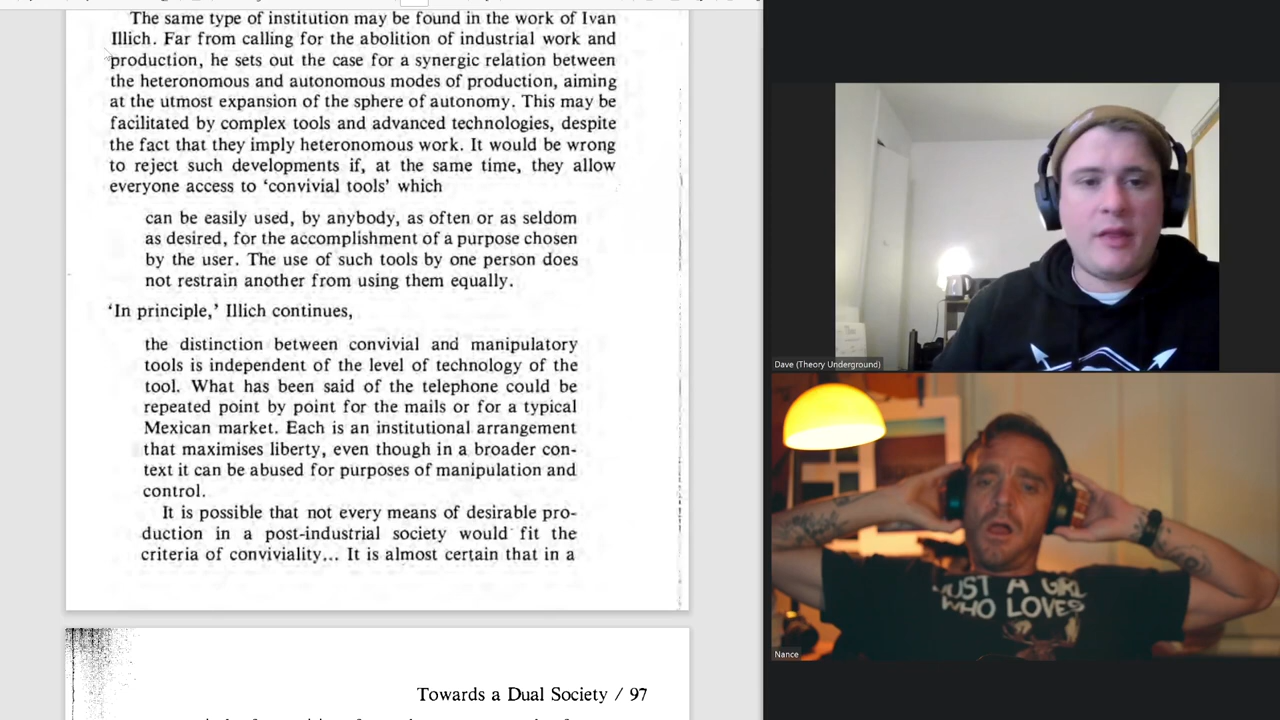 The same type of institution may be found in the work of Ivan
Illich. Far from calling for the abolition of industrial work and
production, he sets out the case for a synergic relation between
the heteronomous and autonomous modes of production, aiming
at the utmost expansion of the sphere of autonomy. This may be
facilitated by complex tools and advanced technologies, despite
the fact that they imply heteronomous work. It would be wrong
to reject such developments if, at the same time, they allow
everyone access to ‘convivial tools’ which
can be easily used, by anybody, as often or as seldom
as desired, for the accomplishment of a purpose chosen
by the user. The use of such tools by one person does
not restrain another from using them equally.
‘In principle,’ Illich continues,
the distinction between convivial and manipulatory
tools is independent of the level of technology of the
tool. What has been said of the telephone could be
repeated point by point for the mails or for a typical
Mexican market. Each is an institutional arrangement
that maximises liberty, even though in a broader con-
text it can be abused for purposes of manipulation and
control.
It is possible that not every means of desirable pro-
duction in a post-industrial society would fit the
criteria of conviviality... It is almost certain that in a
Towards a Dual Society / 97
Dave (Theory Underground)
JUST A GIRL
WHO LOVES
Nance